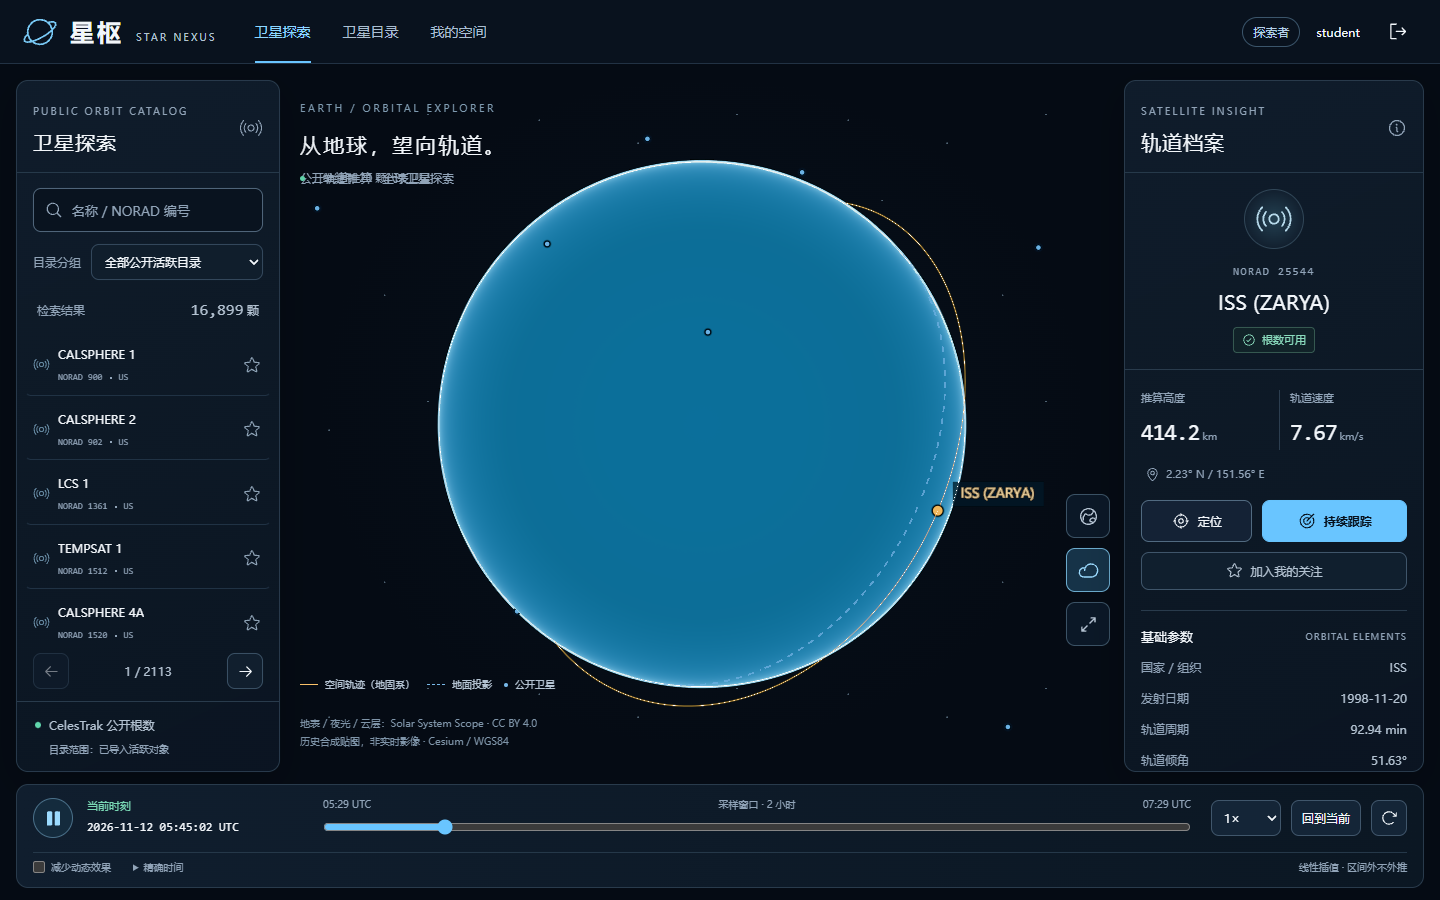 星枢 STAR NEXUS 卫星探索 卫星目录 我的空间 探索者 student
PUBLIC ORBIT CATALOG
卫星探索
名称 / NORAD 编号
目录分组 全部公开活跃目录
检索结果 16,899 颗
CALSPHERE 1
NORAD 900 • US
CALSPHERE 2
NORAD 902 • US
LCS 1
NORAD 1361 • US
TEMPSAT 1
NORAD 1512 • US
CALSPHERE 4A
NORAD 1520 • US
1 / 2113
CelesTrak 公开根数
目录范围：已导入活跃对象
EARTH / ORBITAL EXPLORER
从地球，望向轨道。
ISS (ZARYA)
空间轨迹（地固系） 地面投影 公开卫星
地表 / 夜光 / 云层：Solar System Scope · CC BY 4.0
历史合成贴图，非实时影像 · Cesium / WGS84
SATELLITE INSIGHT
轨道档案
NORAD 25544
ISS (ZARYA)
根数可用
推算高度 轨道速度
414.2 km 7.67 km/s
2.23° N / 151.56° E
定位 持续跟踪
加入我的关注
基础参数 ORBITAL ELEMENTS
国家 / 组织 ISS
发射日期 1998-11-20
轨道周期 92.94 min
轨道倾角 51.63°
当前时刻
2026-11-12 05:45:02 UTC
05:29 UTC 采样窗口 · 2 小时 07:29 UTC
1× 回到当前
减少动态效果 精确时间 线性插值 · 区间外不外推